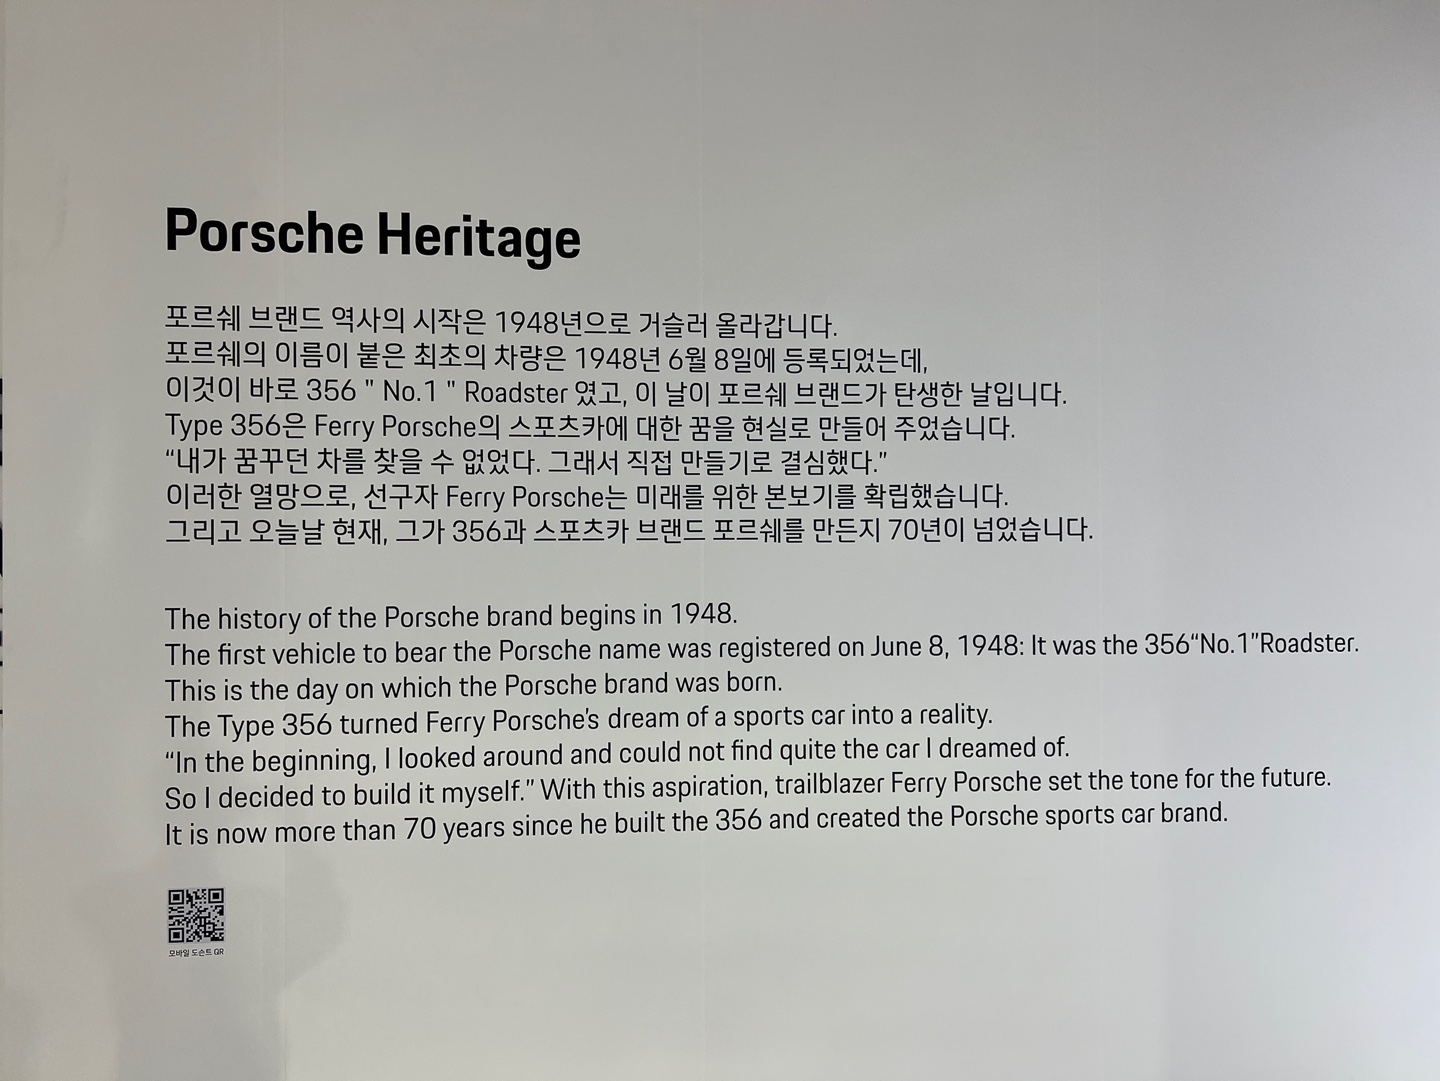 Porsche Heritage
포르쉐 브랜드 역사의 시작은 1948년으로 거슬러 올라갑니다.
포르쉐의 이름이 붙은 최초의 차량은 1948년 6월 8일에 등록되었는데,
이것이 바로 356 " No.1 " Roadster 였고, 이 날이 포르쉐 브랜드가 탄생한 날입니다.
Type 356은 Ferry Porsche의 스포츠카에 대한 꿈을 현실로 만들어 주었습니다.
“내가 꿈꾸던 차를 찾을 수 없었다. 그래서 직접 만들기로 결심했다.”
이러한 열망으로, 선구자 Ferry Porsche는 미래를 위한 본보기를 확립했습니다.
그리고 오늘날 현재, 그가 356과 스포츠카 브랜드 포르쉐를 만든지 70년이 넘었습니다.
The history of the Porsche brand begins in 1948.
The first vehicle to bear the Porsche name was registered on June 8, 1948: It was the 356“No.1”Roadster.
This is the day on which the Porsche brand was born.
The Type 356 turned Ferry Porsche’s dream of a sports car into a reality.
“In the beginning, I looked around and could not find quite the car I dreamed of.
So I decided to build it myself.” With this aspiration, trailblazer Ferry Porsche set the tone for the future.
It is now more than 70 years since he built the 356 and created the Porsche sports car brand.
모바일 도슨트 QR